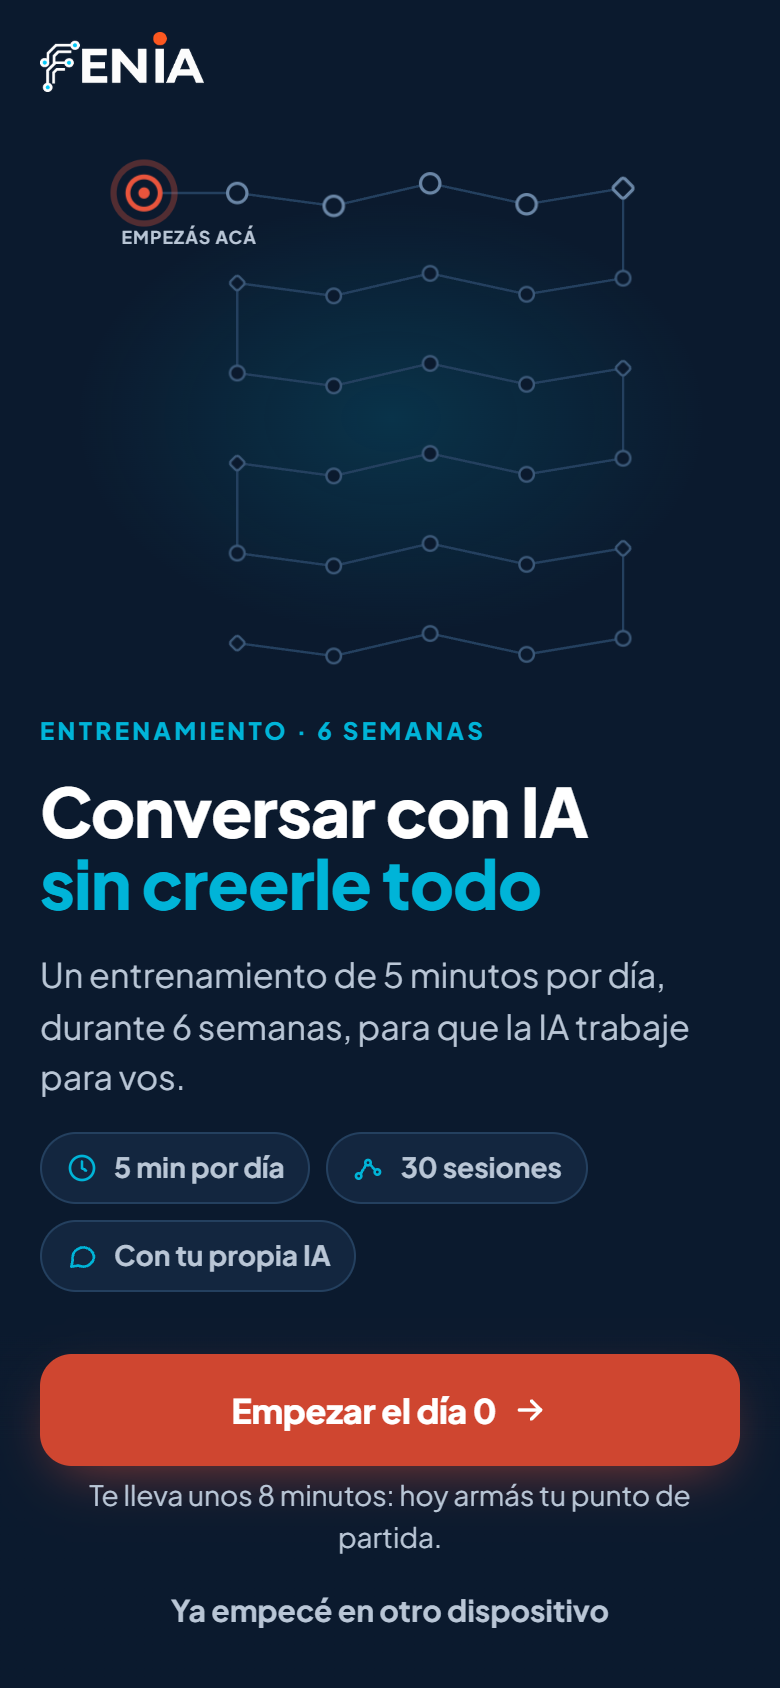 FENIA
EMPEZÁS ACÁ
ENTRENAMIENTO · 6 SEMANAS
Conversar con IA
sin creerle todo
Un entrenamiento de 5 minutos por día,
durante 6 semanas, para que la IA trabaje
para vos.
5 min por día
30 sesiones
Con tu propia IA
Empezar el día 0 →
Te lleva unos 8 minutos: hoy armás tu punto de
partida.
Ya empecé en otro dispositivo